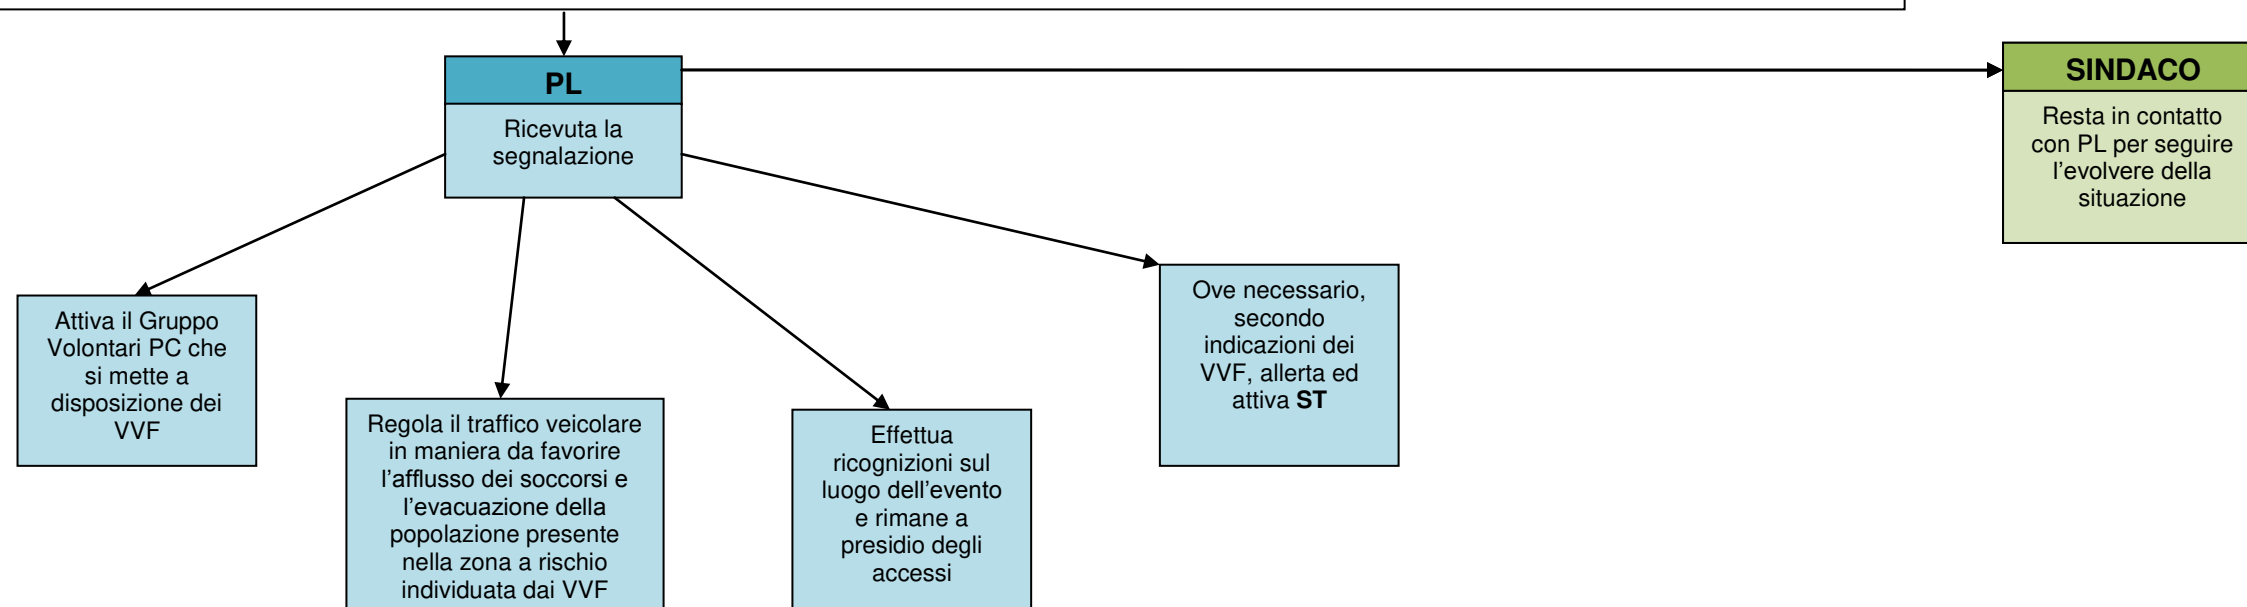 PL
Ricevuta la
segnalazione
SINDACO
Resta in contatto
con PL per seguire
l'evolvere della
situazione
Attiva il Gruppo
Volontari PC che
si mette a
disposizione dei
VVF
Regola il traffico veicolare
in maniera da favorire
l'afflusso dei soccorsi e
l'evacuazione della
popolazione presente
nella zona a rischio
individuata dai VVF
Effettua
ricognizioni sul
luogo dell'evento
e rimane a
presidio degli
accessi
Ove necessario,
secondo
indicazioni dei
VVF, allerta ed
attiva ST